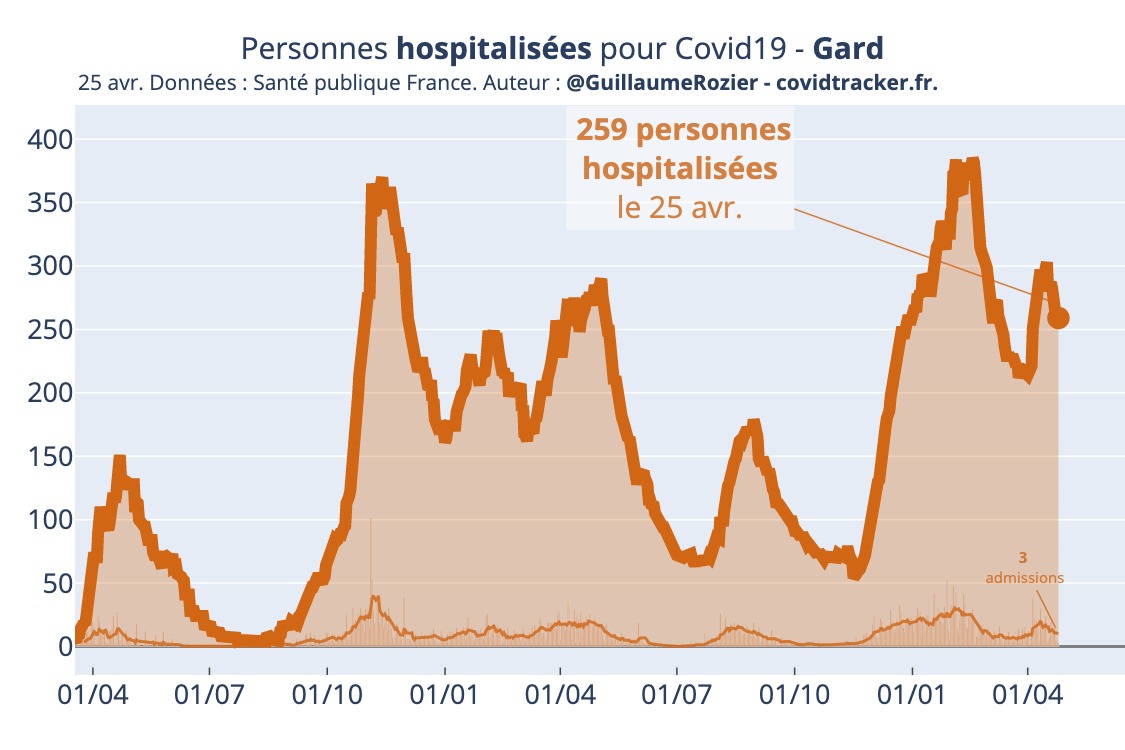 Personnes hospitalisées pour Covid19 - Gard
25 avr. Données : Santé publique France. Auteur : @GuillaumeRozier - covidtracker.fr.
259 personnes
hospitalisées
le 25 avr.
400
350
300
250
200
150
100
50
0
3
admissions
01/04 01/07 01/10 01/01 01/04 01/07 01/10 01/01 01/04